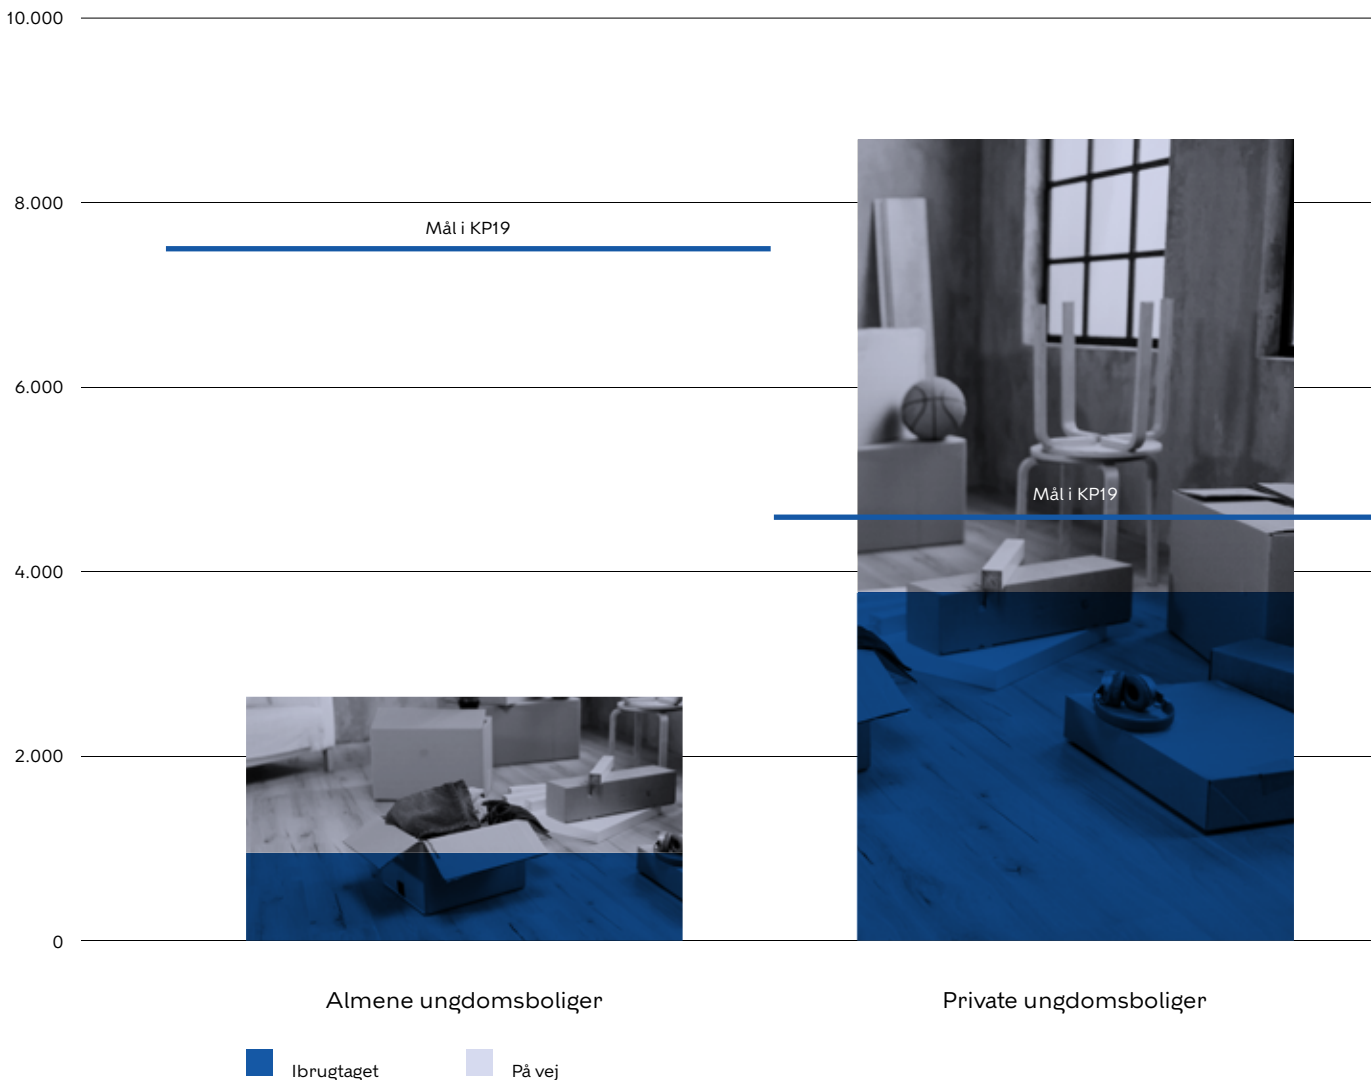 10.000
8.000
Mål i KP19
6.000
Mål i KP19
4.000
2.000
0
Almene ungdomsboliger
Private ungdomsboliger
Ibrugtaget
På vej